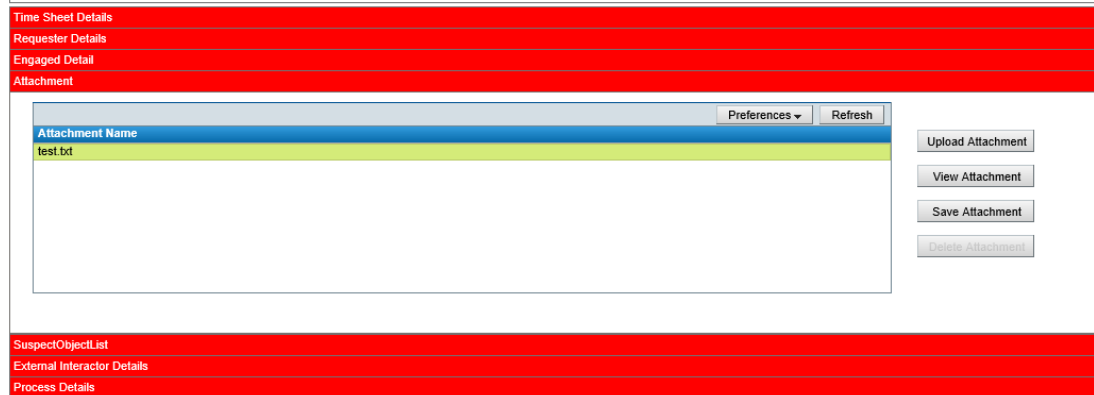 Time Sheet Details
Requester Details
Engaged Detail
Attachment
Preferences Refresh
Attachment Name
test.txt
Upload Attachment
View Attachment
Save Attachment
Delete Attachment
SuspectObjectList
External Interactor Details
Process Details